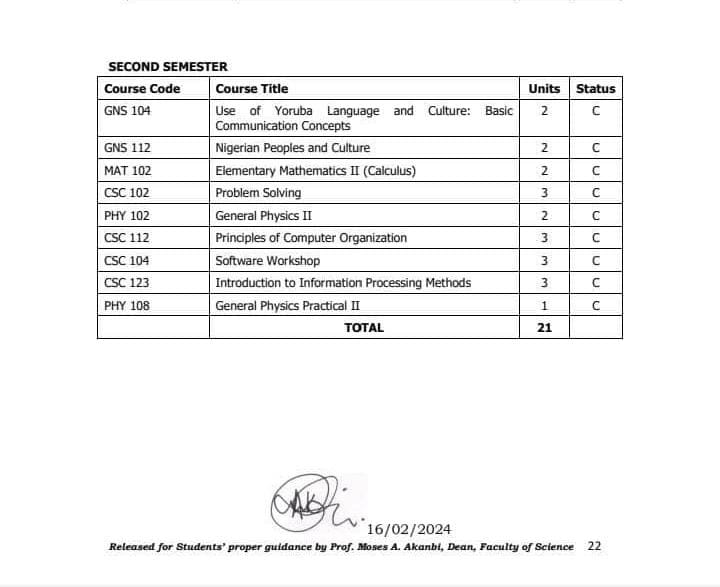 SECOND SEMESTER
Course Code Course Title Units Status
GNS 104 Use of Yoruba Language and Culture: Basic 2 C
Communication Concepts
GNS 112 Nigerian Peoples and Culture 2 C
MAT 102 Elementary Mathematics II (Calculus) 2 C
CSC 102 Problem Solving 3 C
PHY 102 General Physics II 2 C
CSC 112 Principles of Computer Organization 3 C
CSC 104 Software Workshop 3 C
CSC 123 Introduction to Information Processing Methods 3 C
PHY 108 General Physics Practical II 1 C
TOTAL 21
16/02/2024
Released for Students' proper guidance by Prof. Moses A. Akanbi, Dean, Faculty of Science 22